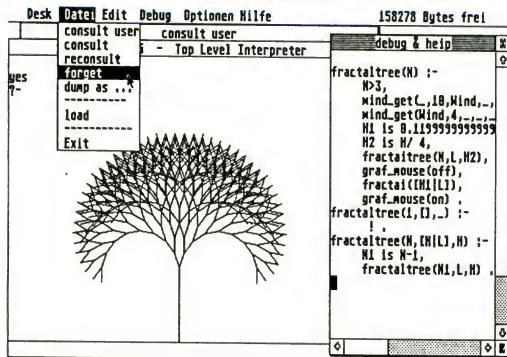 Desk Datei Edit Debug Optionen Hilfe 158278 Bytes frei
consult user
consult
reconsult
forget
dump as ...
----------
load
----------
Exit
consult user
- Top Level Interpreter
yes
?-
debug & help
fractaltree(N) :-
N>3,
wind_get(_,10,Wind,_,
wind_get(Wind,4,_,_,_
H1 is 0.1199999999999
H2 is H/ 4,
fractaltree(N,L,H2),
graf_mouse(off),
fractal([H1|L]),
graf_mouse(on) .
fractaltree(1,[],_) :-
! .
fractaltree(N,[H|L],H) :-
N1 is N-1,
fractaltree(N1,L,H) .